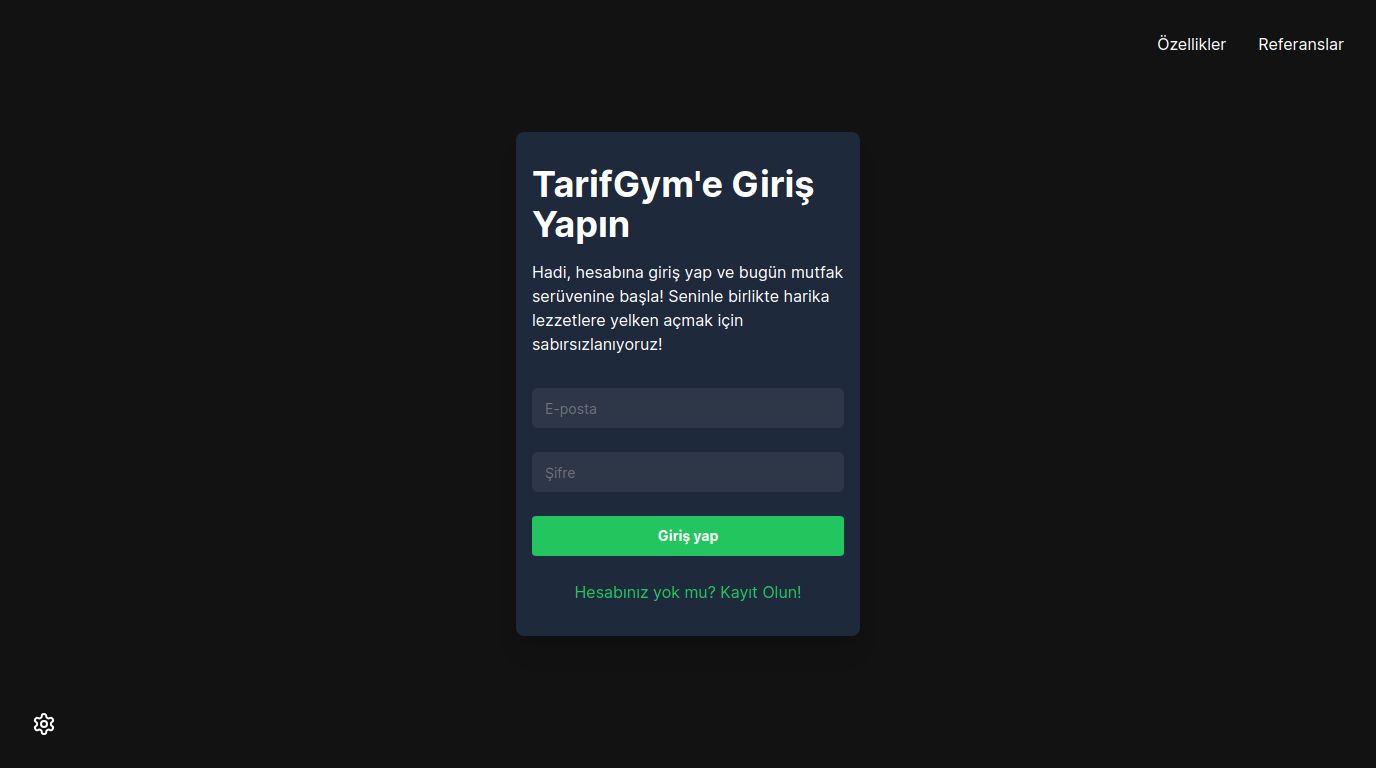 Özellikler
Referanslar
TarifGym'e Giriş
Yapın
Hadi, hesabına giriş yap ve bugün mutfak
serüvenine başla! Seninle birlikte harika
lezzetlere yelken açmak için
sabırsızlanıyoruz!
E-posta
Şifre
Giriş yap
Hesabınız yok mu? Kayıt Olun!